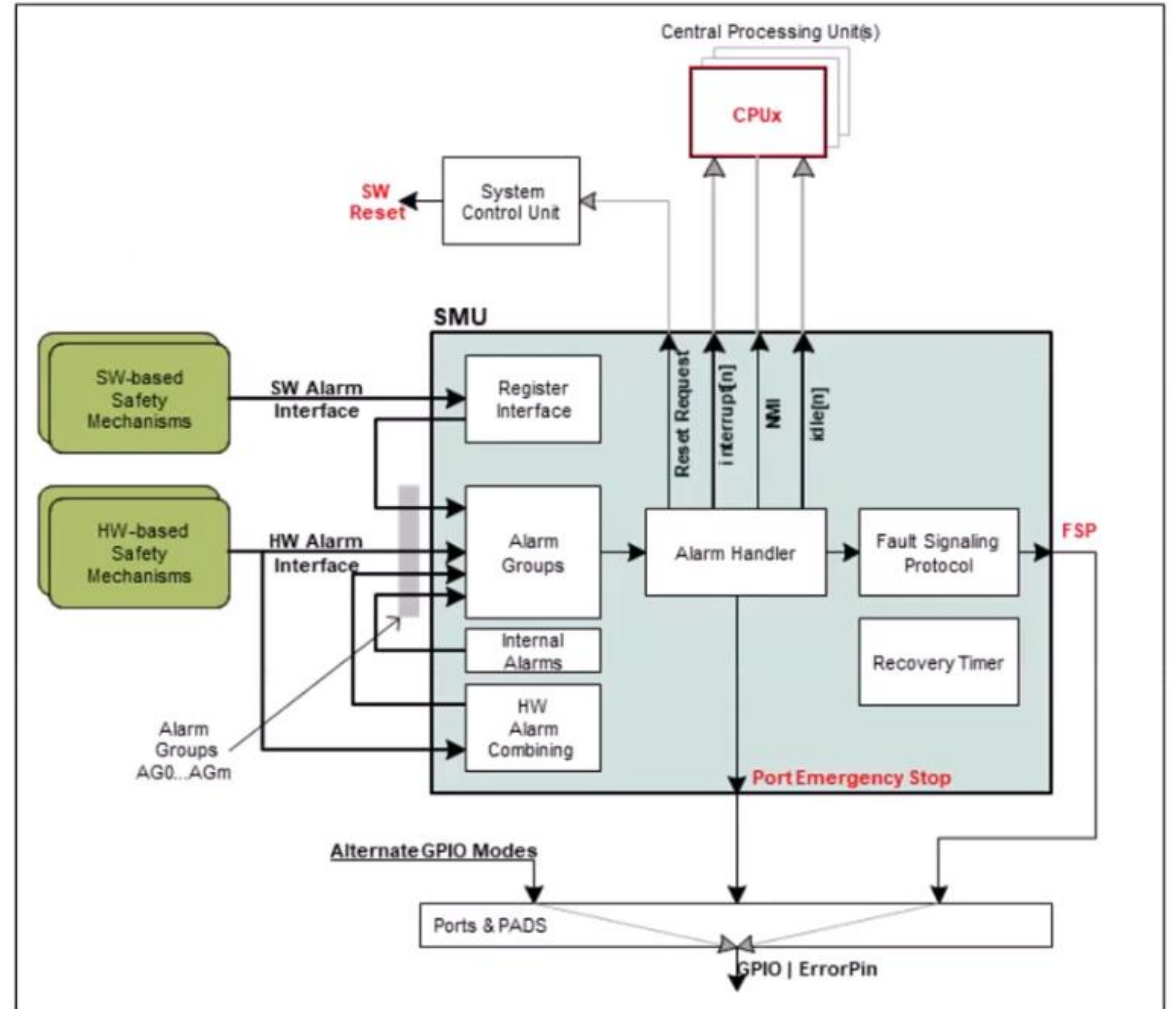 Central Processing Unit(s)
CPUx
SW
Reset
System
Control Unit
SMU
SW-based
Safety
Mechanisms
SW Alarm
Interface
Register
Interface
Reset Request
interrupt[n]
NMI
idle[n]
HW-based
Safety
Mechanisms
HW Alarm
Interface
Alarm
Groups
Alarm Handler
Fault Signaling
Protocol
FSP
Internal
Alarms
Recovery Timer
HW
Alarm
Combining
Alarm
Groups
AG0...AGm
Port Emergency Stop
Alternate GPIO Modes
Ports & PADS
GPIO | ErrorPin